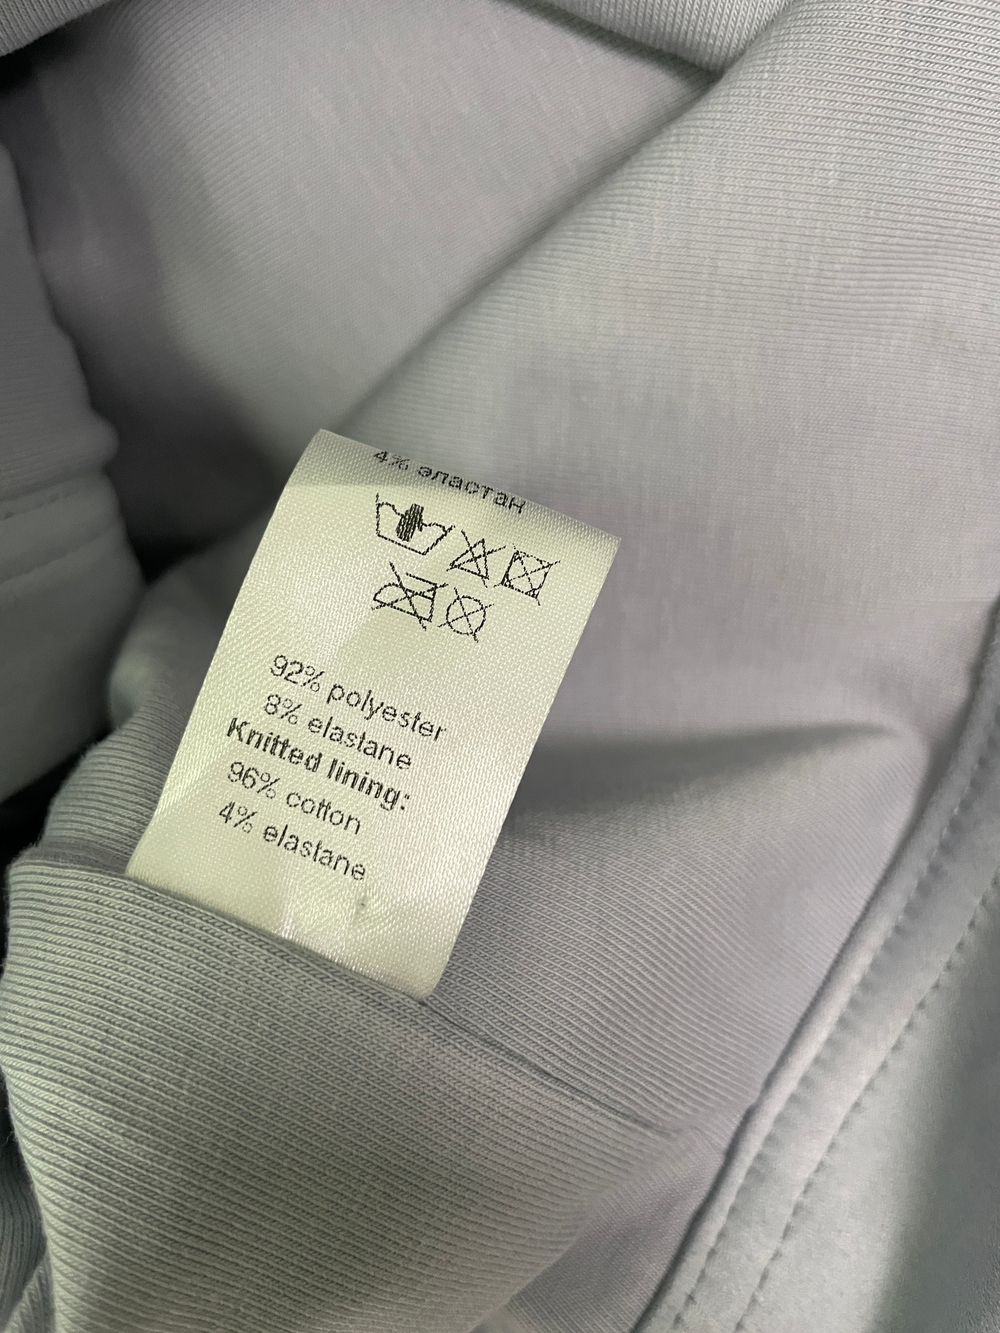 4% эластан
92% polyester
8% elastane
Knitted lining:
96% cotton
4% elastane